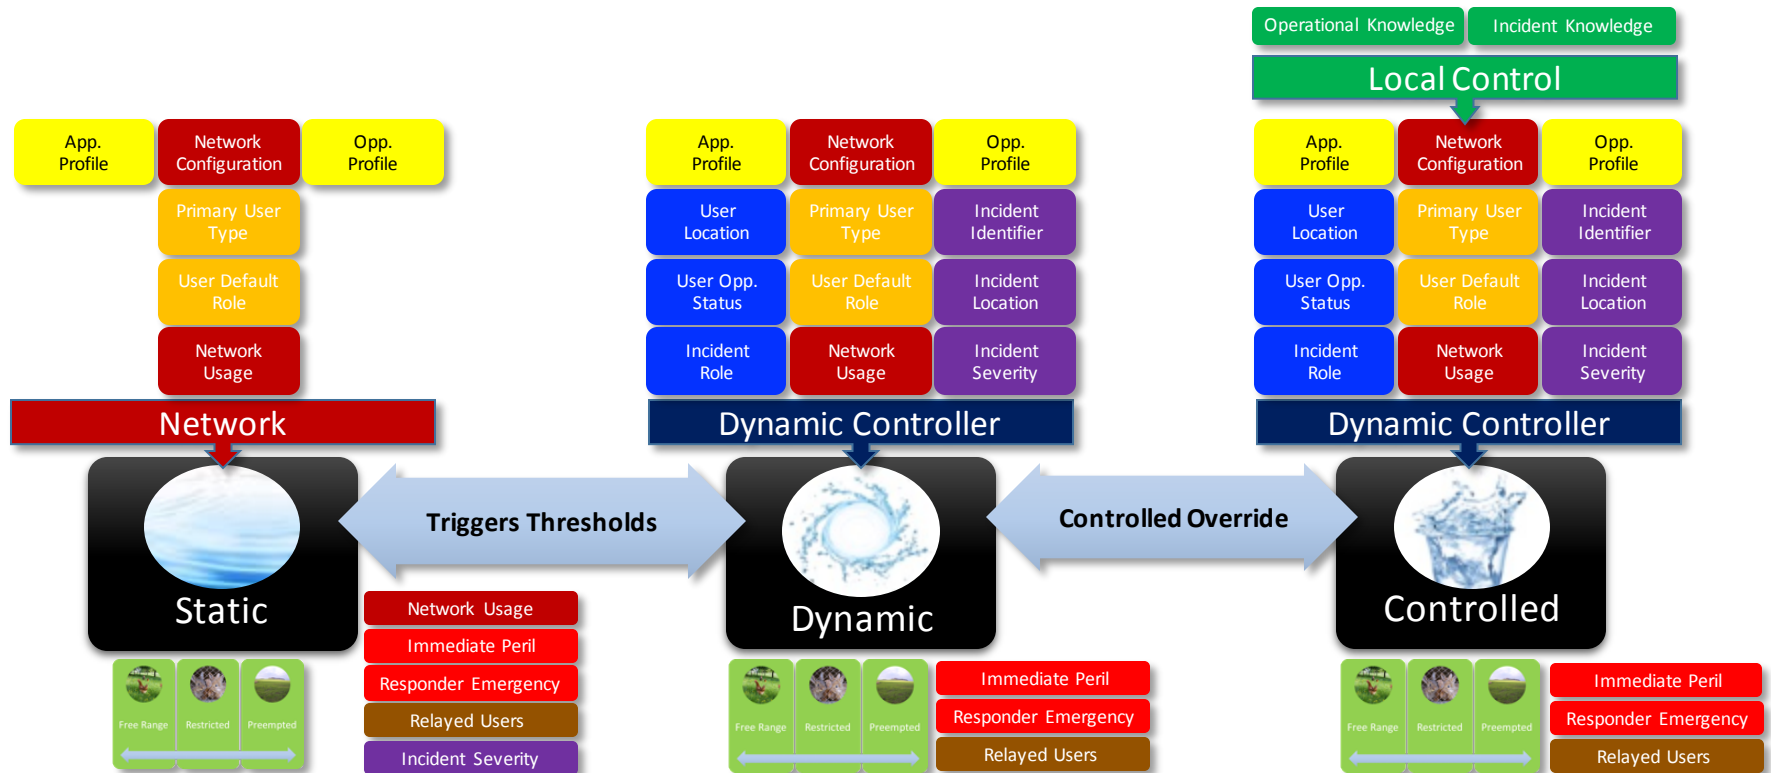 Operational Knowledge
Incident Knowledge
Local Control
App.
Profile
Network
Configuration
Opp.
Profile
Primary User
Type
User Default
Role
Network
Usage
Network
Static
Free Range
Restricted
Preempted
Triggers Thresholds
Network Usage
Immediate Peril
Responder Emergency
Relayed Users
Incident Severity
App.
Profile
Network
Configuration
Opp.
Profile
User
Location
Primary User
Type
Incident
Identifier
User Opp.
Status
User Default
Role
Incident
Location
Incident
Role
Network
Usage
Incident
Severity
Dynamic Controller
Dynamic
Free Range
Restricted
Preempted
Immediate Peril
Responder Emergency
Relayed Users
Controlled Override
App.
Profile
Network
Configuration
Opp.
Profile
User
Location
Primary User
Type
Incident
Identifier
User Opp.
Status
User Default
Role
Incident
Location
Incident
Role
Network
Usage
Incident
Severity
Dynamic Controller
Controlled
Free Range
Restricted
Preempted
Immediate Peril
Responder Emergency
Relayed Users